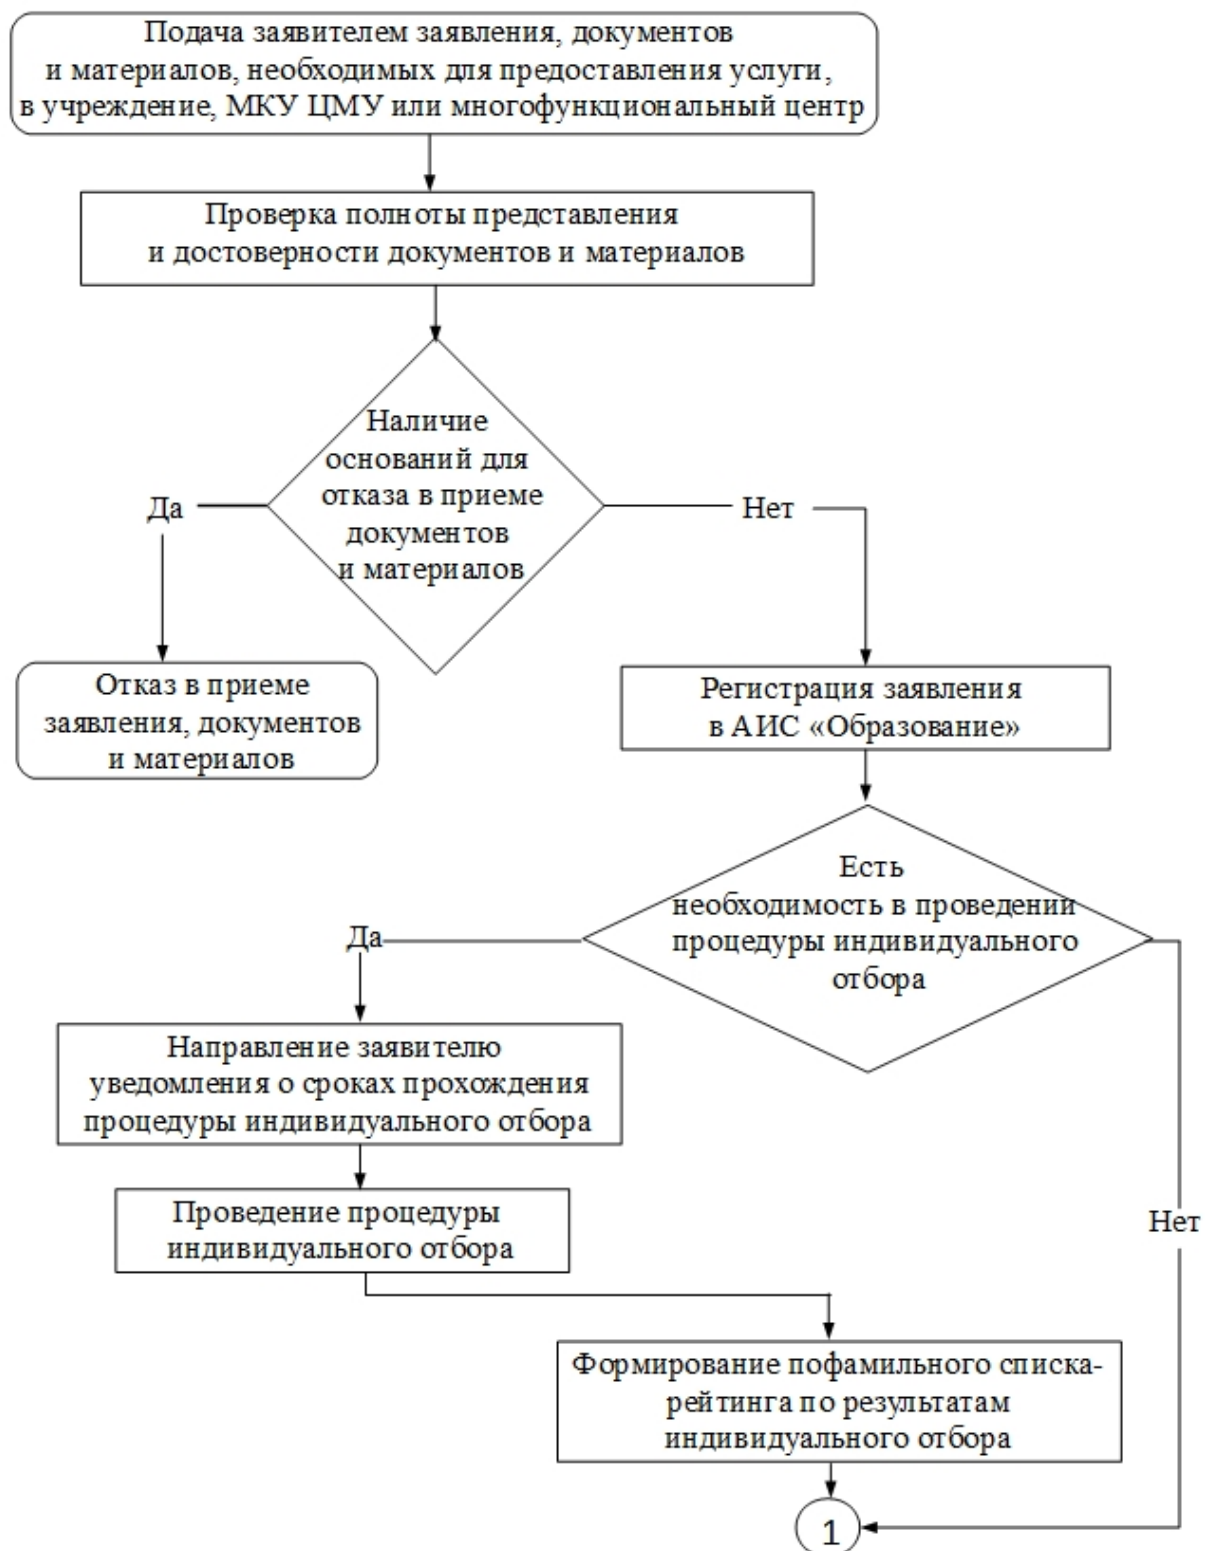 Подача заявителем заявления, документов
и материалов, необходимых для предоставления услуги,
в учреждение, МКУ ЦМУ или многофункциональный центр
Проверка полноты представления
и достоверности документов и материалов
Наличие
оснований для
отказа в приеме
документов
и материалов
Да
Нет
Отказ в приеме
заявления, документов
и материалов
Регистрация заявления
в АИС «Образование»
Есть
необходимость в проведении
процедуры индивидуального
отбора
Да
Направление заявителю
уведомления о сроках прохождения
процедуры индивидуального отбора
Проведение процедуры
индивидуального отбора
Нет
Формирование пофамильного списка-
рейтинга по результатам
индивидуального отбора
1